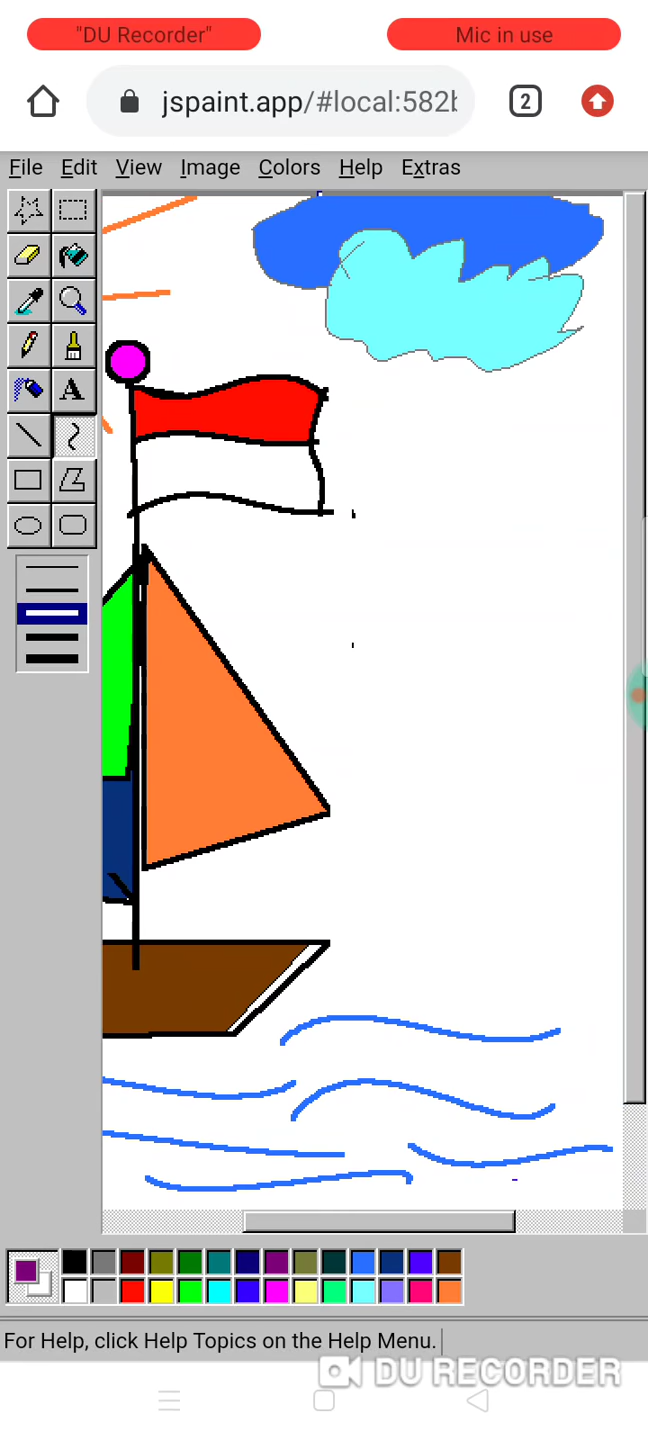 "DU Recorder" Mic in use
jspaint.app/#local:582b 2
File Edit View Image Colors Help Extras
A
For Help, click Help Topics on the Help Menu.
DU RECORDER